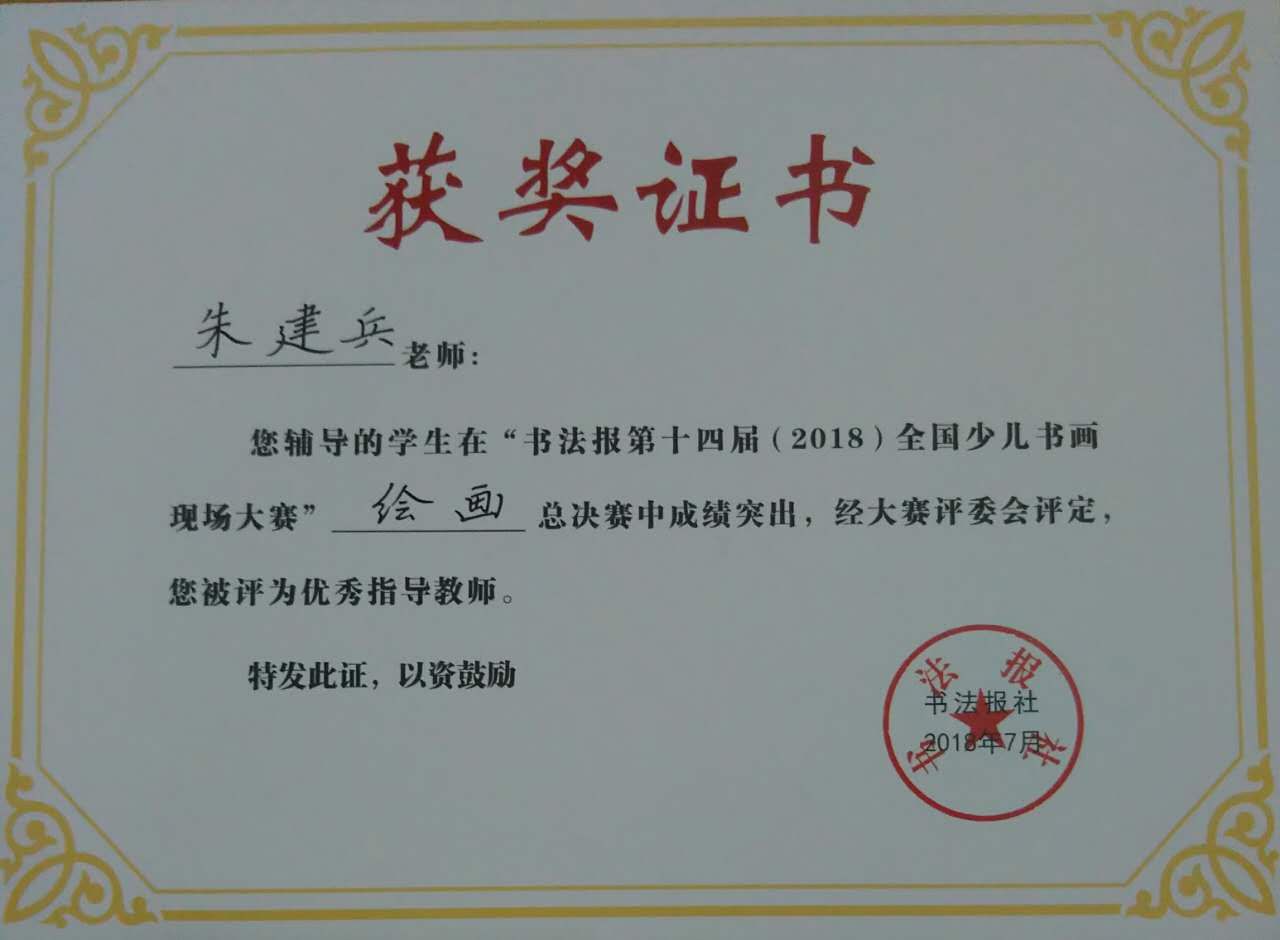 获奖证书
朱建兵老师：
您辅导的学生在“书法报第十四届（2018）全国少儿书画
现场大赛”绘画总决赛中成绩突出，经大赛评委会评定，
您被评为优秀指导教师。
特发此证，以资鼓励
书法报社
书法报社
2018年7月